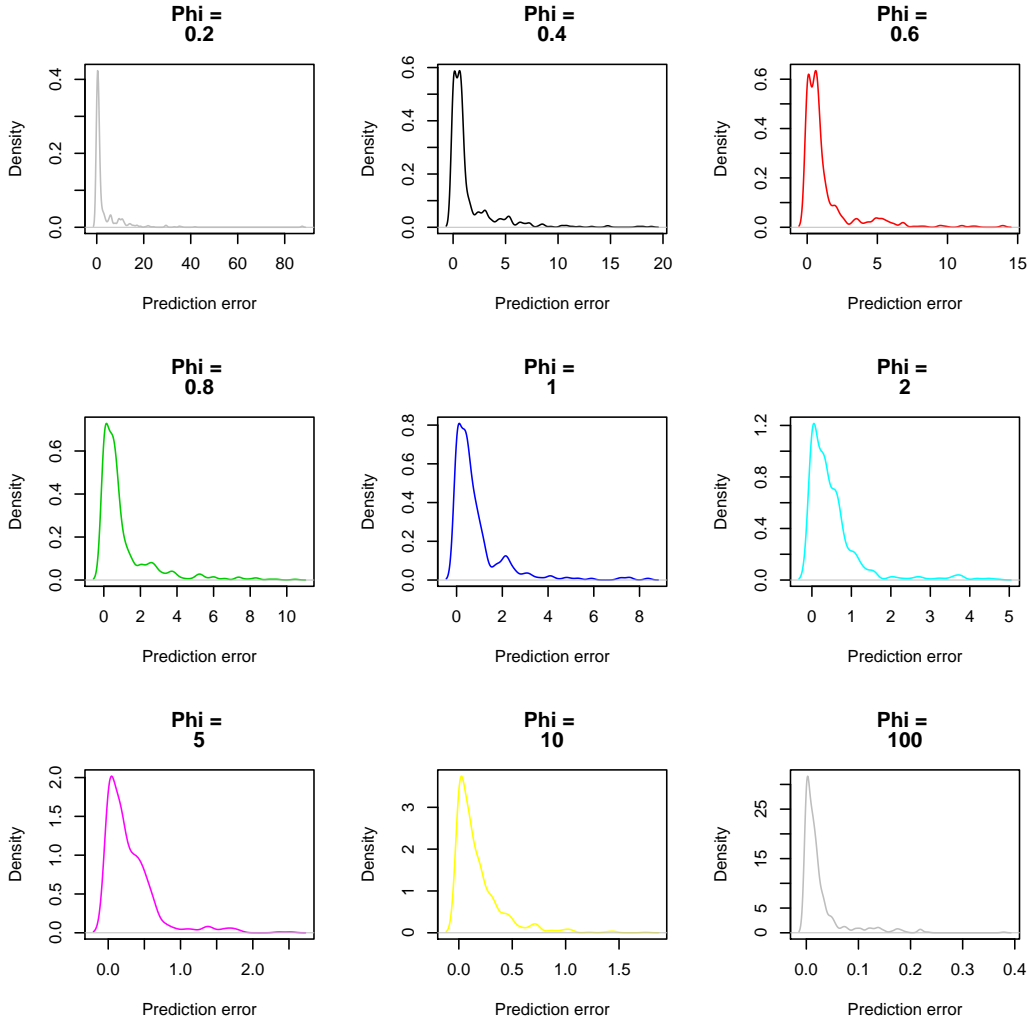 Phi =
0.2
Density
0.0 0.2 0.4
0 20 40 60 80
Prediction error
Phi =
0.4
Density
0.0 0.2 0.4 0.6
0 5 10 15 20
Prediction error
Phi =
0.6
Density
0.0 0.2 0.4 0.6
0 5 10 15
Prediction error
Phi =
0.8
Density
0.0 0.2 0.4 0.6
0 2 4 6 8 10
Prediction error
Phi =
1
Density
0.0 0.2 0.4 0.6 0.8
0 2 4 6 8
Prediction error
Phi =
2
Density
0.0 0.4 0.8 1.2
0 1 2 3 4 5
Prediction error
Phi =
5
Density
0.0 0.5 1.0 1.5 2.0
0.0 1.0 2.0
Prediction error
Phi =
10
Density
0 1 2 3
0.0 0.5 1.0 1.5
Prediction error
Phi =
100
Density
0 5 15 25
0.0 0.1 0.2 0.3 0.4
Prediction error